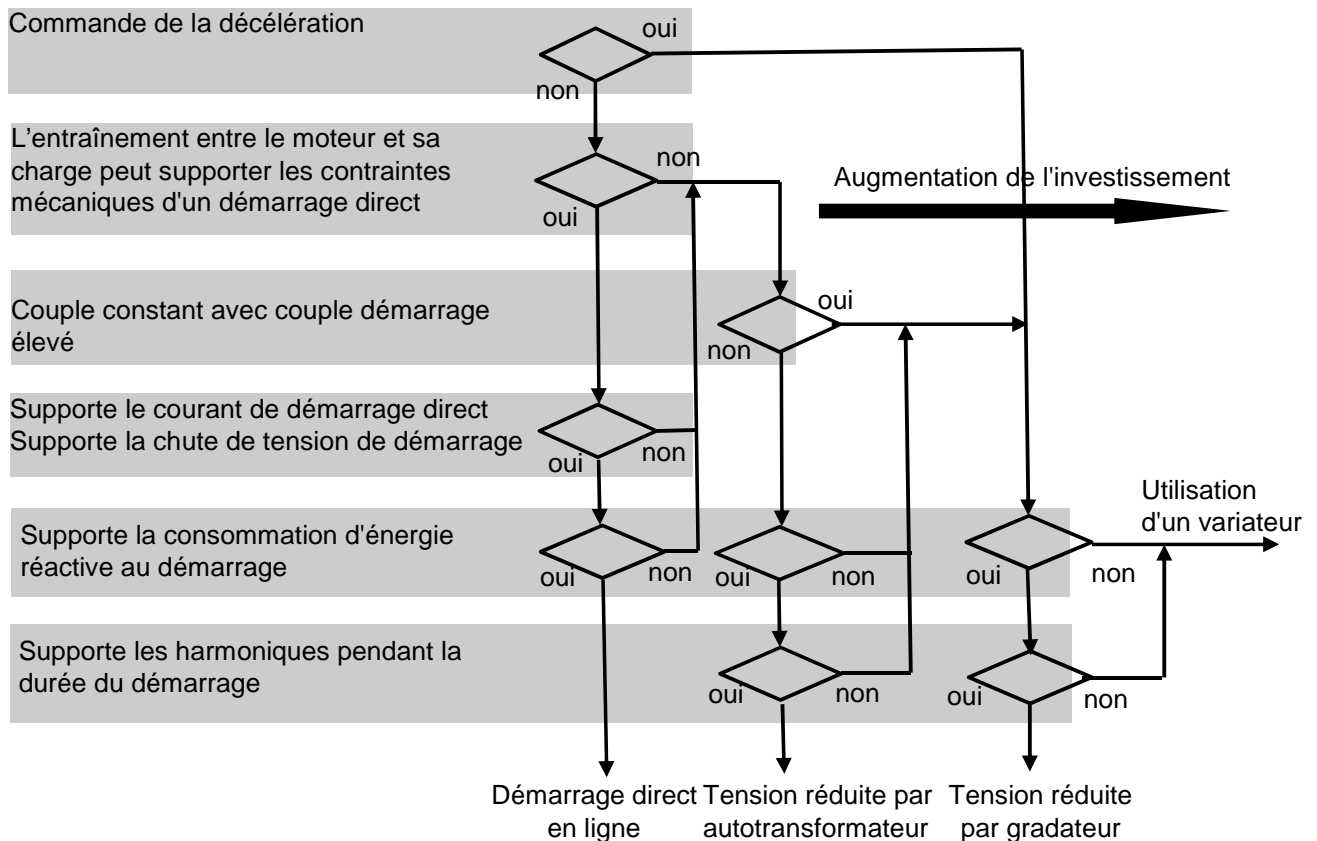 Commande de la décélération
oui
non
L'entraînement entre le moteur et sa
charge peut supporter les contraintes
mécaniques d'un démarrage direct
non
oui
Augmentation de l'investissement
Couple constant avec couple démarrage
élevé
oui
non
Supporte le courant de démarrage direct
Supporte la chute de tension de démarrage
oui
non
Utilisation
d'un variateur
Supporte la consommation d'énergie
réactive au démarrage
oui
non
oui
non
oui
non
Supporte les harmoniques pendant la
durée du démarrage
oui
non
oui
non
Démarrage direct
en ligne
Tension réduite par
autotransformateur
Tension réduite
par gradateur